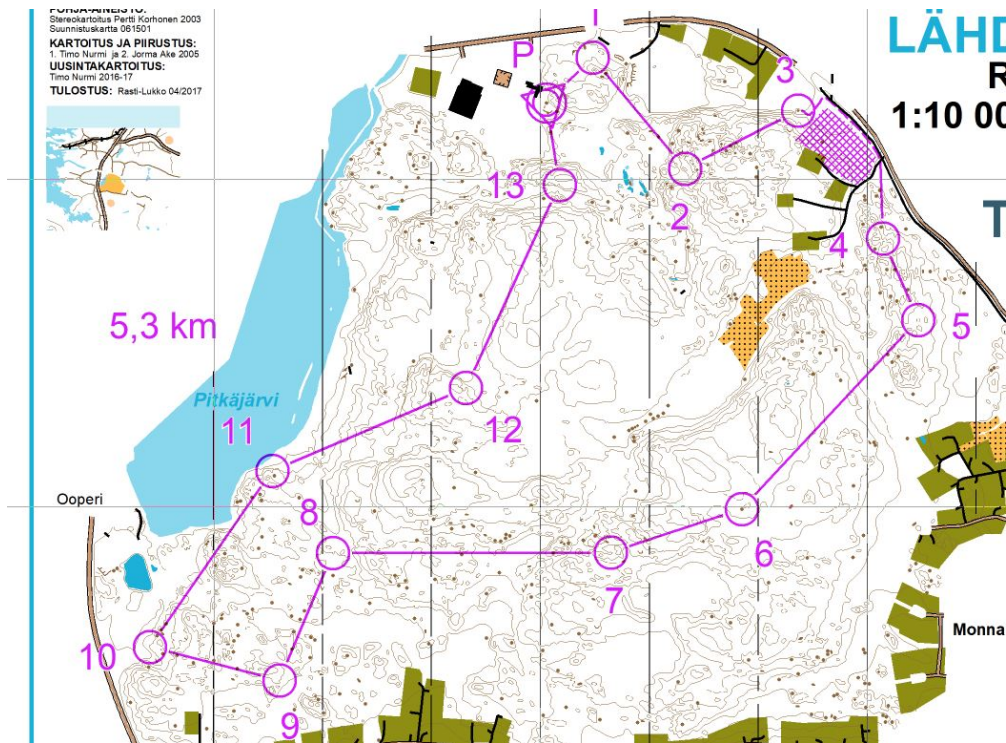 POHJA-AINEISTO:
Stereokartoitus Pertti Korhonen 2003
Suunnistuskartta 061501
KARTOITUS JA PIIRUSTUS:
1. Timo Nurmi ja 2. Jorma Ake 2005
UUSINTAKARTOITUS:
Timo Nurmi 2016-17
TULOSTUS: Rasti-Lukko 04/2017
LÄHD
R
1:10 00
T
P
1
3
13
2
4
5
5,3 km
Pitkäjärvi
11
12
Ooperi
8
6
7
10
9
Monna